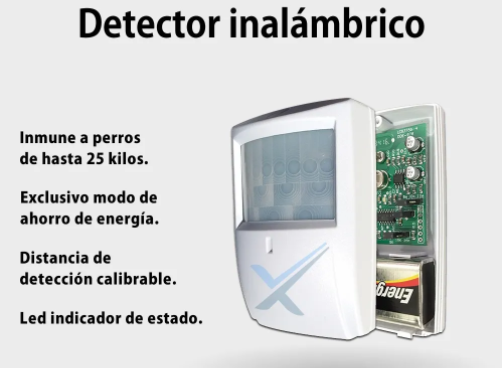 Detector inalámbrico
Inmune a perros
de hasta 25 kilos.
Exclusivo modo de
ahorro de energía.
Distancia de
detección calibrable.
Led indicador de estado.
Energ